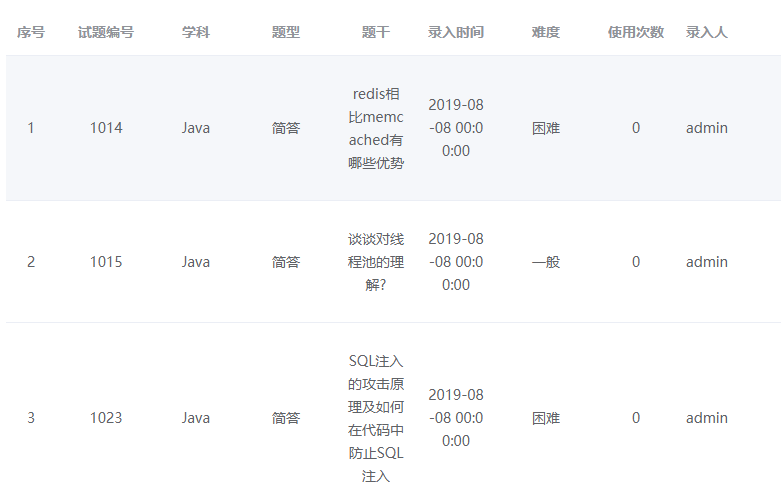 序号 试题编号 学科 题型 题干 录入时间 难度 使用次数 录入人
1 1014 Java 简答 redis相比memcached有哪些优势 2019-08-08 00:00:00 困难 0 admin
2 1015 Java 简答 谈谈对线程池的理解? 2019-08-08 00:00:00 一般 0 admin
3 1023 Java 简答 SQL注入的攻击原理及如何在代码中防止SQL注入 2019-08-08 00:00:00 困难 0 admin